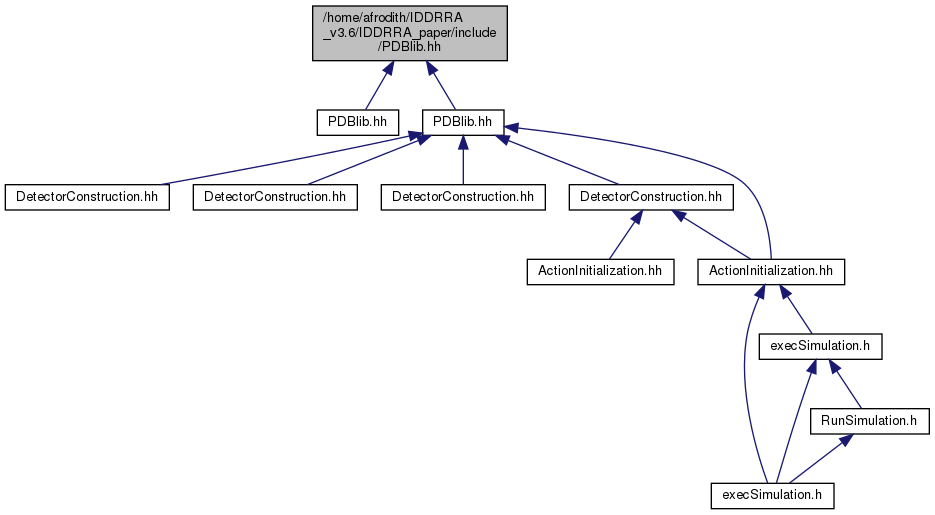 /home/afrodith/IDDRRA
_v3.6/IDDRRA_paper/include
/PDBlib.hh
PDBlib.hh
PDBlib.hh
DetectorConstruction.hh
DetectorConstruction.hh
DetectorConstruction.hh
DetectorConstruction.hh
ActionInitialization.hh
ActionInitialization.hh
execSimulation.h
RunSimulation.h
execSimulation.h